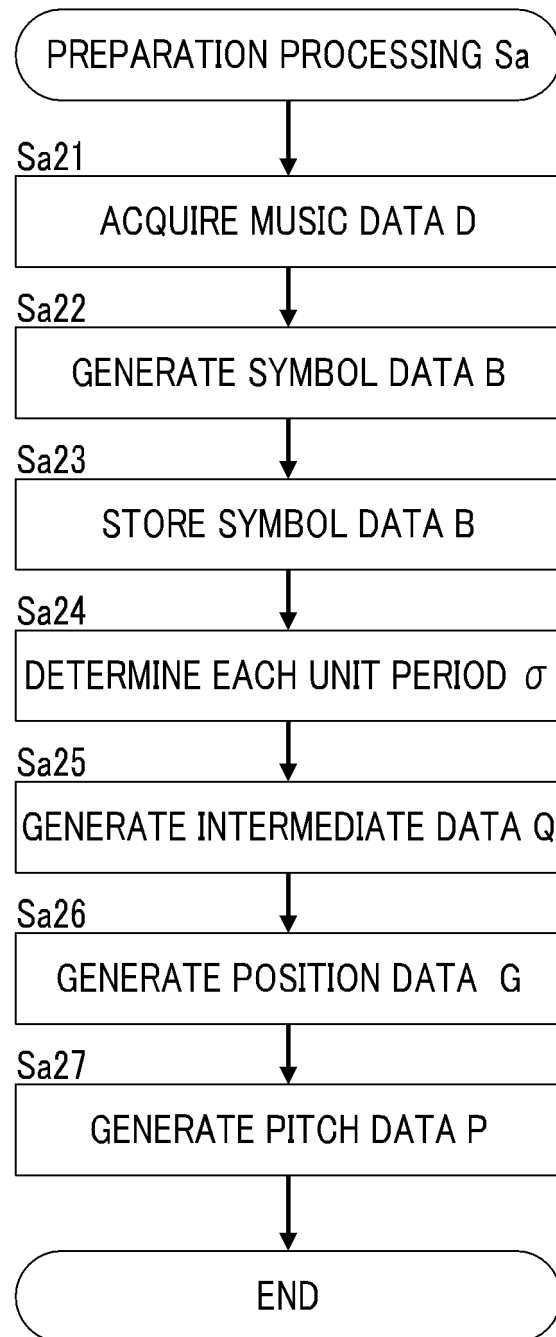 PREPARATION PROCESSING Sa
Sa21
ACQUIRE MUSIC DATA D
Sa22
GENERATE SYMBOL DATA B
Sa23
STORE SYMBOL DATA B
Sa24
DETERMINE EACH UNIT PERIOD σ
Sa25
GENERATE INTERMEDIATE DATA Q
Sa26
GENERATE POSITION DATA G
Sa27
GENERATE PITCH DATA P
END